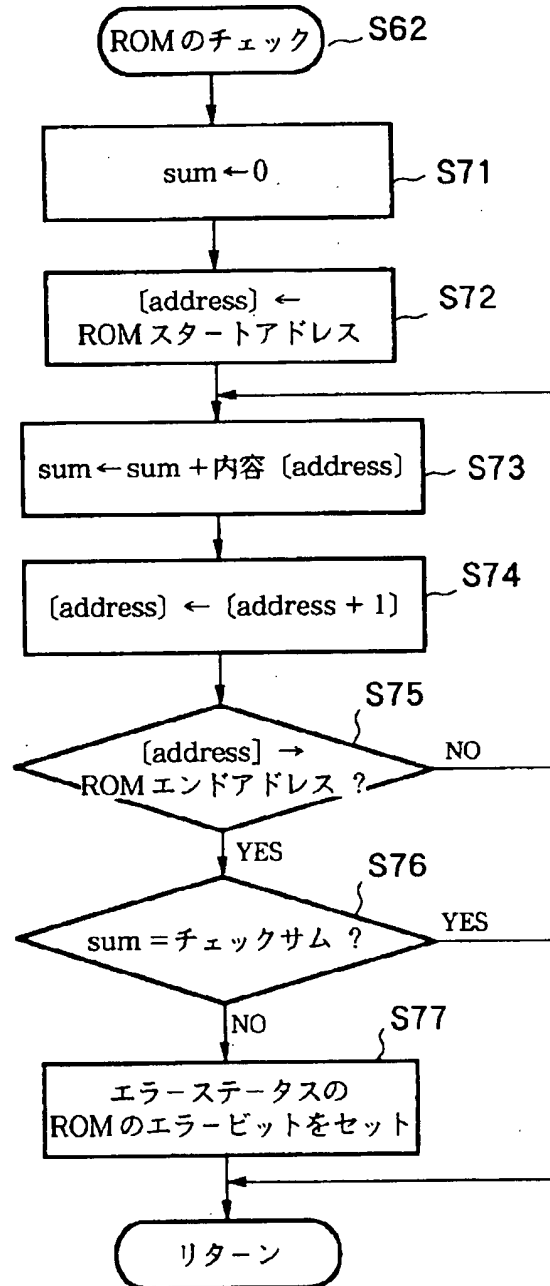 ROMのチェック
S62
sum←0
S71
〔address〕←
ROMスタートアドレス
S72
sum←sum+内容〔address〕
S73
〔address〕←〔address+1〕
S74
〔address〕→
ROMエンドアドレス ?
S75
NO
YES
sum=チェックサム ?
S76
YES
NO
エラーステータスの
ROMのエラービットをセット
S77
リターン